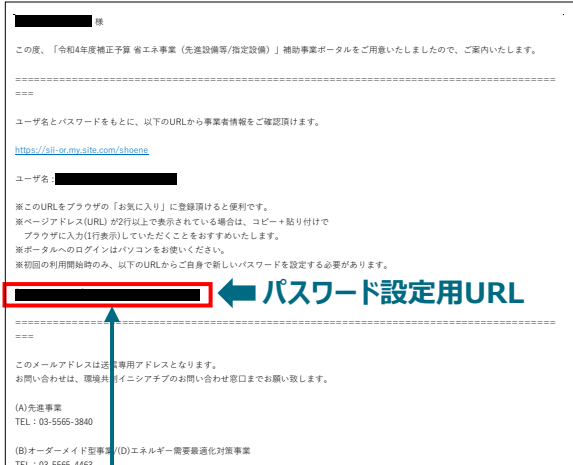 様
この度、「令和4年度補正予算 省エネ事業（先進設備等/指定設備）」補助事業ポータルをご用意いたしましたので、ご案内いたします。
======================================================================================
===
ユーザ名とパスワードをもとに、以下のURLから事業者情報をご確認頂けます。
https://sii-or.my.site.com/shoene
ユーザ名：
※このURLをブラウザの「お気に入り」に登録頂けると便利です。
※ページアドレス(URL) が2行以上で表示されている場合は、コピー＋貼り付けで
ブラウザに入力(1行表示)していただくことをおすすめいたします。
※ポータルへのログインはパソコンをお使いください。
※初回の利用開始時のみ、以下のURLからご自身で新しいパスワードを設定する必要があります。
パスワード設定用URL
======================================================================================
===
このメールアドレスは送信専用アドレスとなります。
お問い合わせは、環境共創イニシアチブのお問い合わせ窓口までお願い致します。
(A)先進事業
TEL：03-5565-3840
(B)オーダーメイド型事業/(D)エネルギー需要最適化対策事業
TEL：03-5565-4463